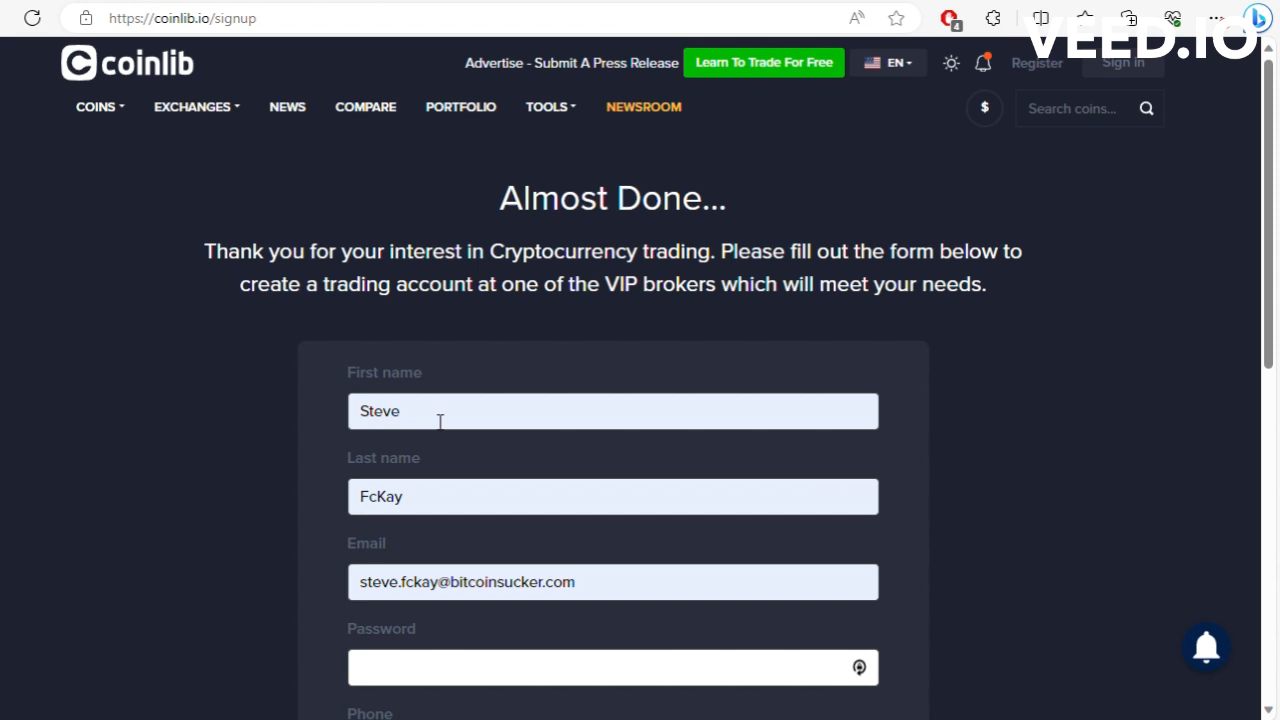 https://coinlib.io/signup
4
VEED.IO
coinlib
Advertise - Submit A Press Release
Learn To Trade For Free
EN
Register
Sign In
COINS
EXCHANGES
NEWS
COMPARE
PORTFOLIO
TOOLS
NEWSROOM
$
Search coins...
Almost Done...
Thank you for your interest in Cryptocurrency trading. Please fill out the form below to
create a trading account at one of the VIP brokers which will meet your needs.
First name
Steve
Last name
FcKay
Email
steve.fckay@bitcoinsucker.com
Password
Phone